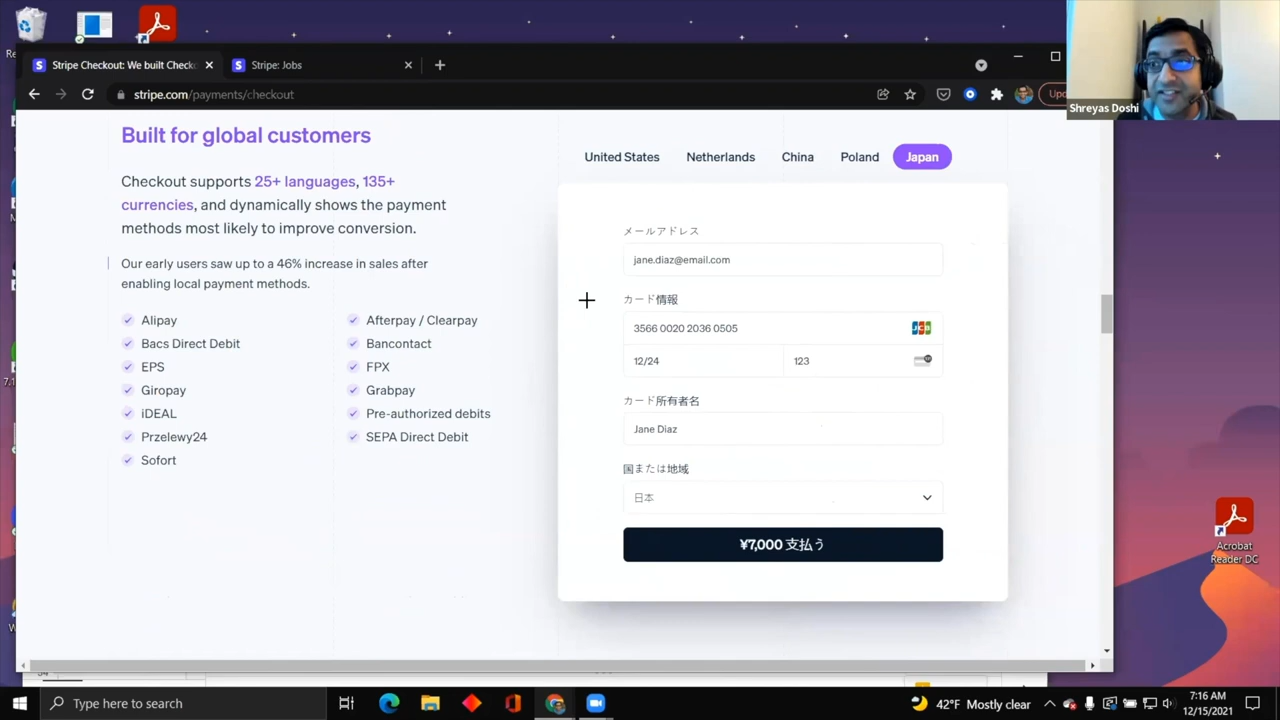 Stripe Checkout: We built Check
Stripe: Jobs
stripe.com/payments/checkout
Shreyas Doshi
Built for global customers
Checkout supports 25+ languages, 135+
currencies, and dynamically shows the payment
methods most likely to improve conversion.
Our early users saw up to a 46% increase in sales after
enabling local payment methods.
Alipay
Bacs Direct Debit
EPS
Giropay
iDEAL
Przelewy24
Sofort
Afterpay / Clearpay
Bancontact
FPX
Grabpay
Pre-authorized debits
SEPA Direct Debit
United States Netherlands China Poland Japan
メールアドレス
jane.diaz@email.com
カード情報
3566 0020 2036 0505 JCB
12/24 123
カード所有者名
Jane Diaz
国または地域
日本
¥7,000 支払う
Acrobat
Reader DC
Type here to search
42°F Mostly clear
7:16 AM
12/15/2021